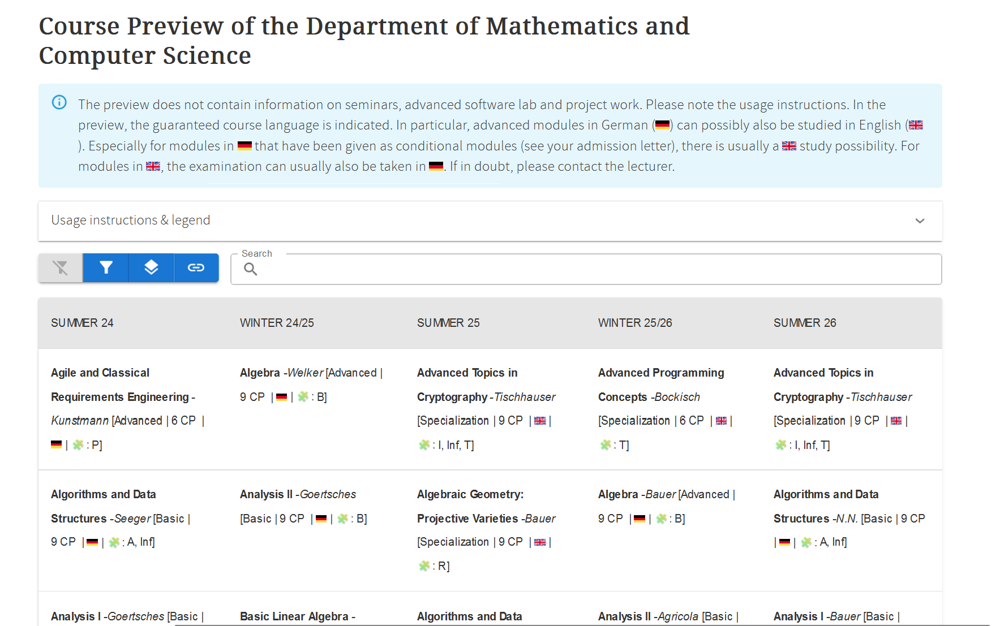 Course Preview of the Department of Mathematics and
Computer Science
The preview does not contain information on seminars, advanced software lab and project work. Please note the usage instructions. In the
preview, the guaranteed course language is indicated. In particular, advanced modules in German (🇩🇪) can possibly also be studied in English (🇬🇧
). Especially for modules in 🇩🇪 that have been given as conditional modules (see your admission letter), there is usually a 🇬🇧 study possibility. For
modules in 🇬🇧, the examination can usually also be taken in 🇩🇪. If in doubt, please contact the lecturer.
Usage instructions & legend
Search
SUMMER 24
WINTER 24/25
SUMMER 25
WINTER 25/26
SUMMER 26
Agile and Classical
Requirements Engineering -
Kunstmann [Advanced | 6 CP |
🇩🇪 | 🧩 : P]
Algebra -Welker [Advanced |
9 CP | 🇩🇪 | 🧩 : B]
Advanced Topics in
Cryptography -Tischhauser
[Specialization | 9 CP | 🇬🇧 |
🧩 : I, Inf, T]
Advanced Programming
Concepts -Bockisch
[Specialization | 6 CP | 🇬🇧 |
🧩 : T]
Advanced Topics in
Cryptography -Tischhauser
[Specialization | 9 CP | 🇬🇧 |
🧩 : I, Inf, T]
Algorithms and Data
Structures -Seeger [Basic |
9 CP | 🇩🇪 | 🧩 : A, Inf]
Analysis II -Goertsches
[Basic | 9 CP | 🇩🇪 | 🧩 : B]
Algebraic Geometry:
Projective Varieties -Bauer
[Specialization | 9 CP | 🇬🇧 |
🧩 : R]
Algebra -Bauer [Advanced |
9 CP | 🇩🇪 | 🧩 : B]
Algorithms and Data
Structures -N.N. [Basic | 9 CP
| 🇩🇪 | 🧩 : A, Inf]
Analysis I -Goertsches [Basic |
Basic Linear Algebra -
Algorithms and Data
Analysis II -Agricola [Basic |
Analysis I -Bauer [Basic |